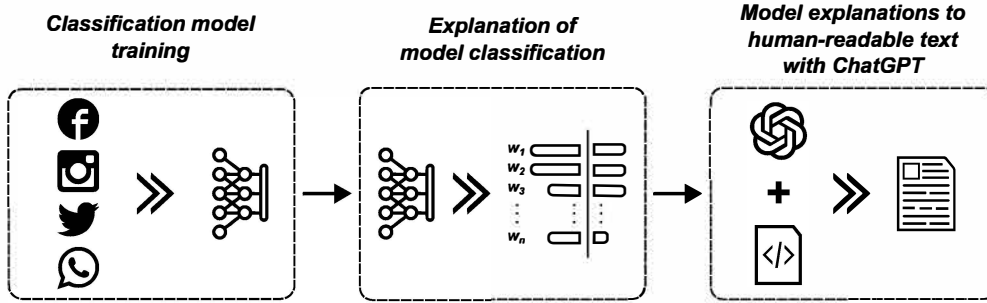 Classification model
training
Explanation of
model classification
Model explanations to
human-readable text
with ChatGPT
w1
w2
w3
wn
+
</>